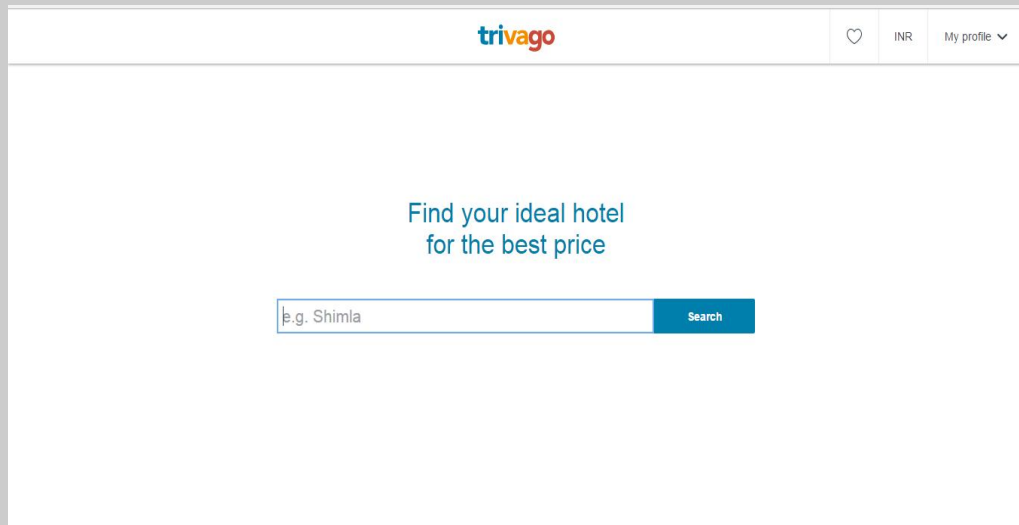 trivago
INR
My profile
Find your ideal hotel
for the best price
e.g. Shimla
Search